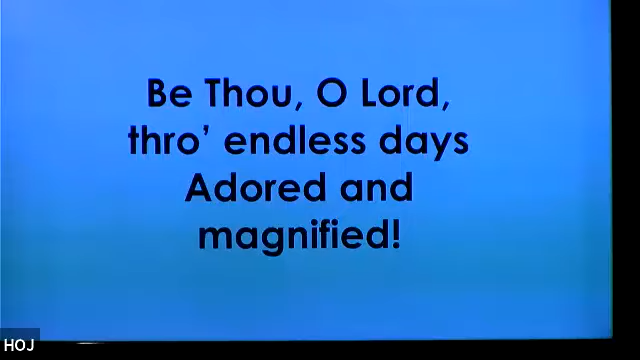 Be Thou, O Lord,
thro’ endless days
Adored and
magnified!
HOJ